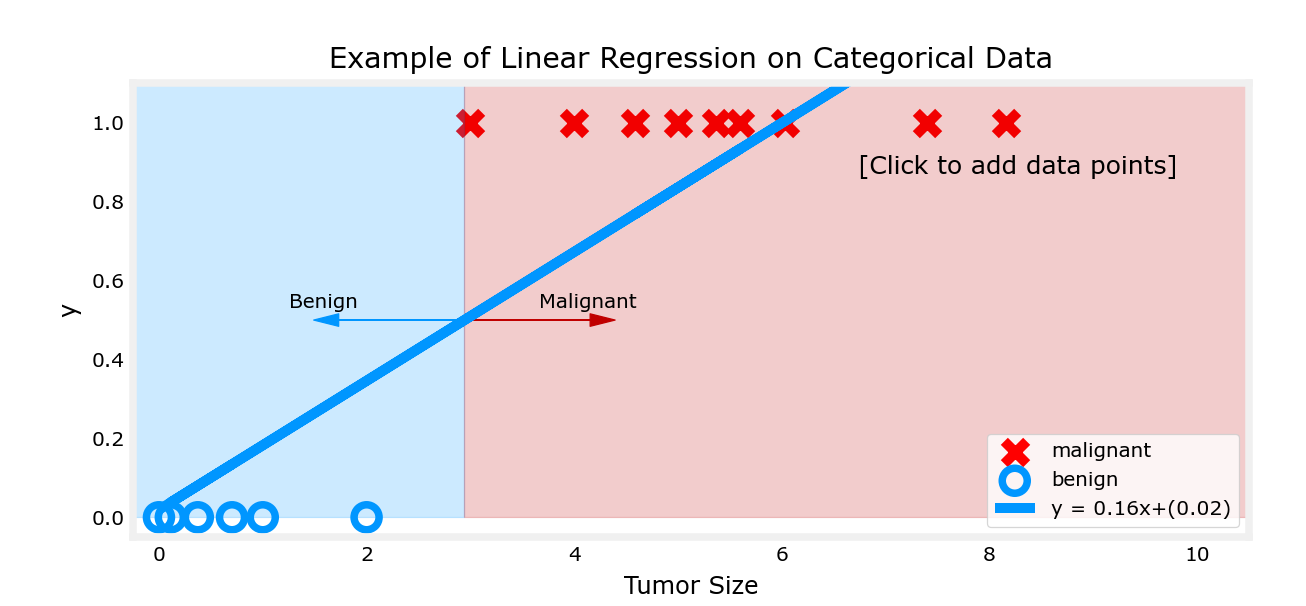 Example of Linear Regression on Categorical Data
1.0
[Click to add data points]
0.8
0.6
Benign
Malignant
y
0.4
0.2
malignant
benign
y = 0.16x+(0.02)
0.0
0 2 4 6 8 10
Tumor Size